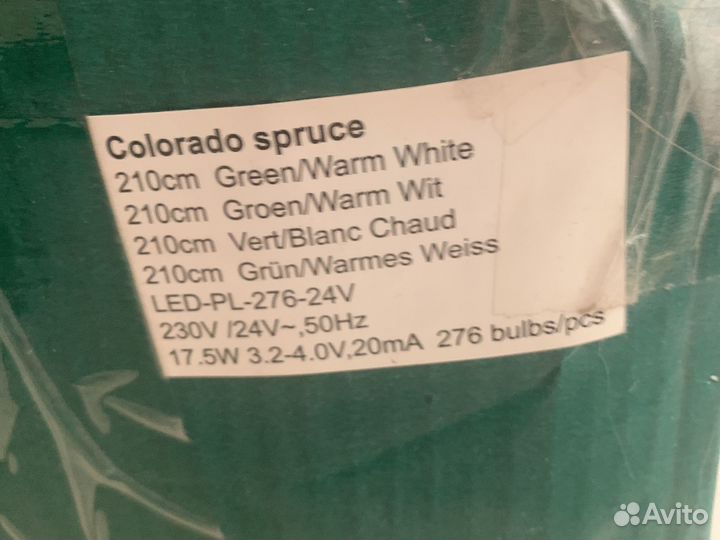 Colorado spruce
210cm Green/Warm White
210cm Groen/Warm Wit
210cm Vert/Blanc Chaud
210cm Grün/Warmes Weiss
LED-PL-276-24V
230V /24V~,50Hz
17.5W 3.2-4.0V,20mA 276 bulbs/pcs
Avito